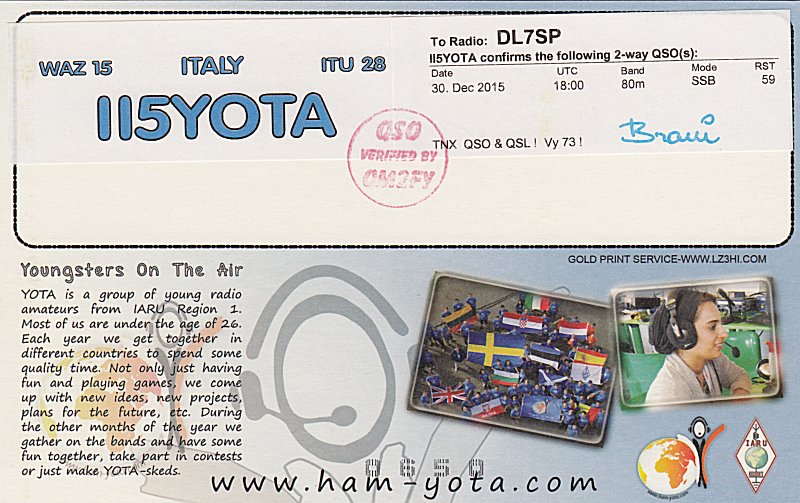 WAZ 15 ITALY ITU 28
II5YOTA
To Radio: DL7SP
II5YOTA confirms the following 2-way QSO(s):
Date UTC Band Mode RST
30. Dec 2015 18:00 80m SSB 59
TNX QSO & QSL ! Vy 73 !
QSO
VERIFIED BY
OM2FY
GOLD PRINT SERVICE-WWW.LZ3HI.COM
Youngsters On The Air
YOTA is a group of young radio
amateurs from IARU Region 1.
Most of us are under the age of 26.
Each year we get together in
different countries to spend some
quality time. Not only just having
fun and playing games, we come
up with new ideas, new projects,
plans for the future, etc. During
the other months of the year we
gather on the bands and have some
fun together, take part in contests
or just make YOTA-skeds.
www.ham-yota.com
IARU